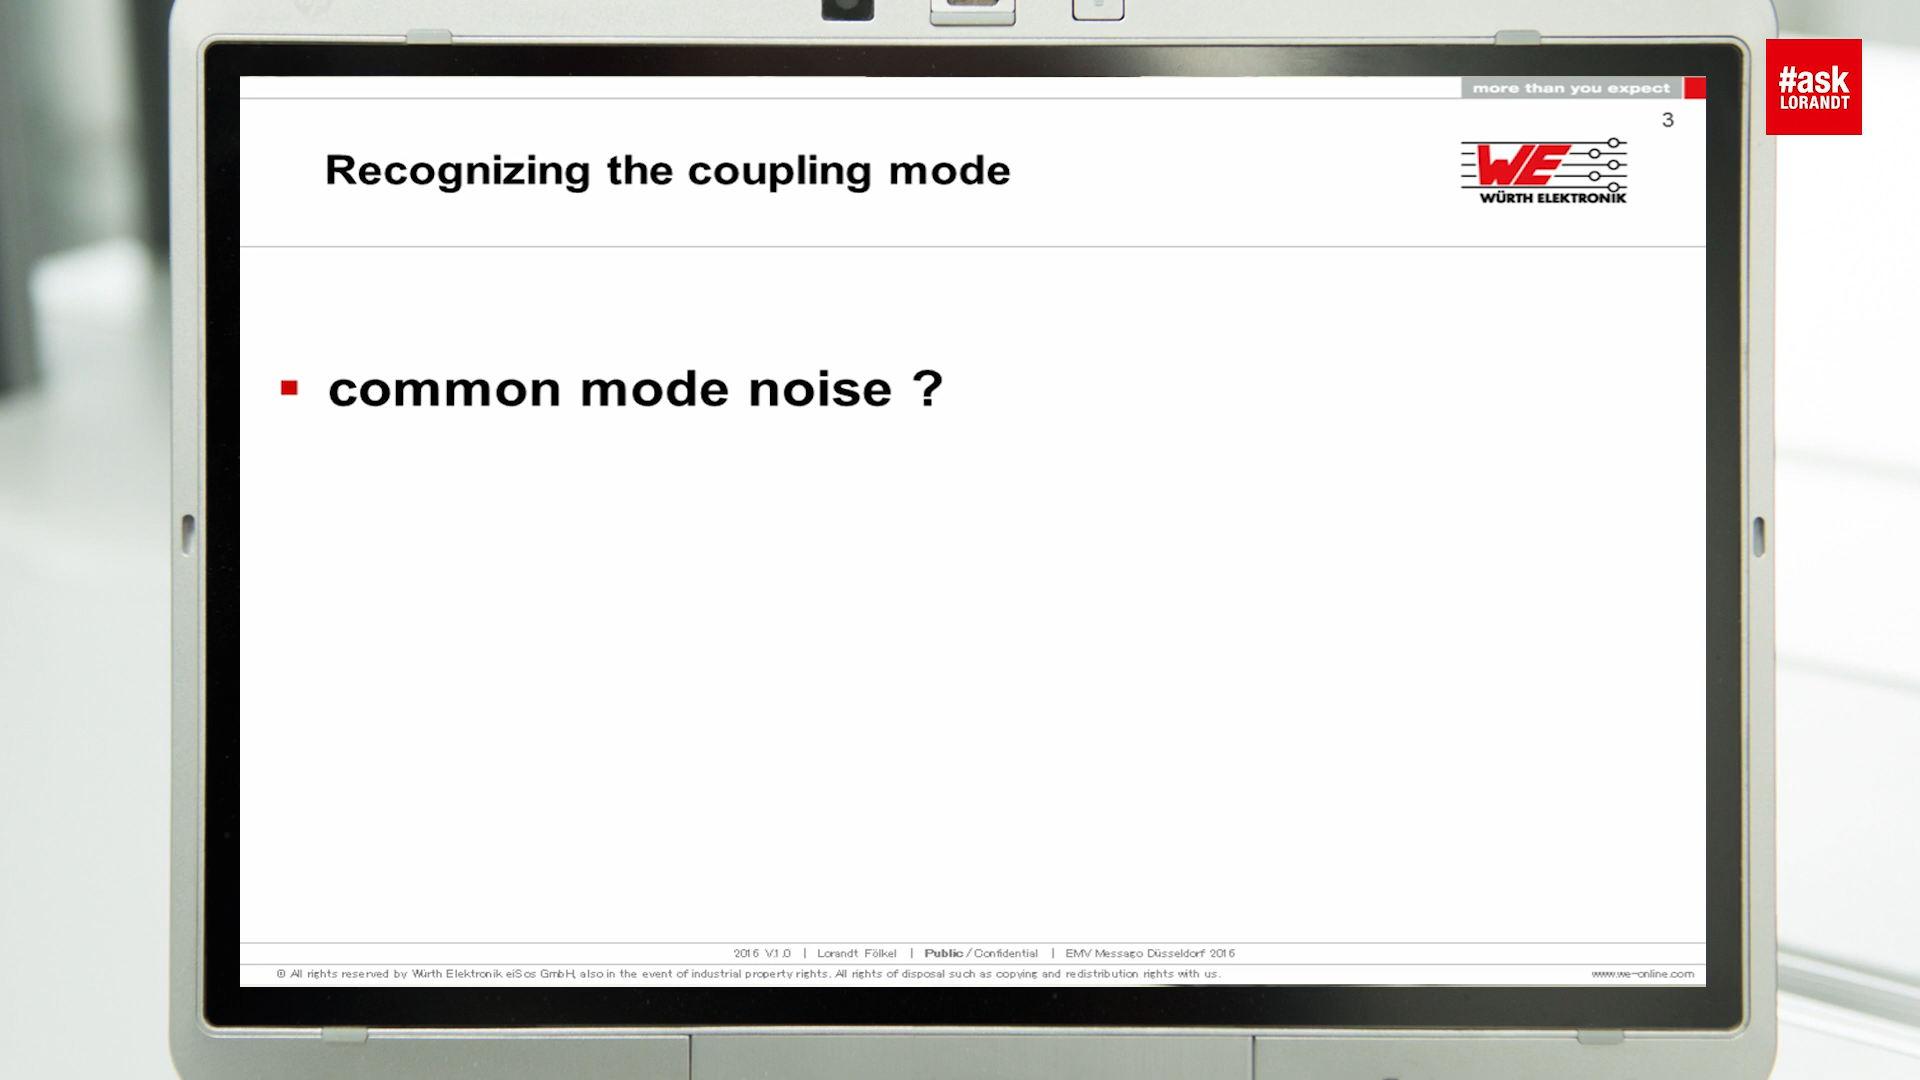 #ask
LORANDT
more than you expect
3
Recognizing the coupling mode
WE
WÜRTH ELEKTRONIK
common mode noise ?
2016 V.1.0 | Lorandt Fölkel | Public / Confidential | EMV Messago Düsseldorf 2016
© All rights reserved by Würth Elektronik eiSos GmbH, also in the event of industrial property rights. All rights of disposal such as copying and redistribution rights with us.
www.we-online.com